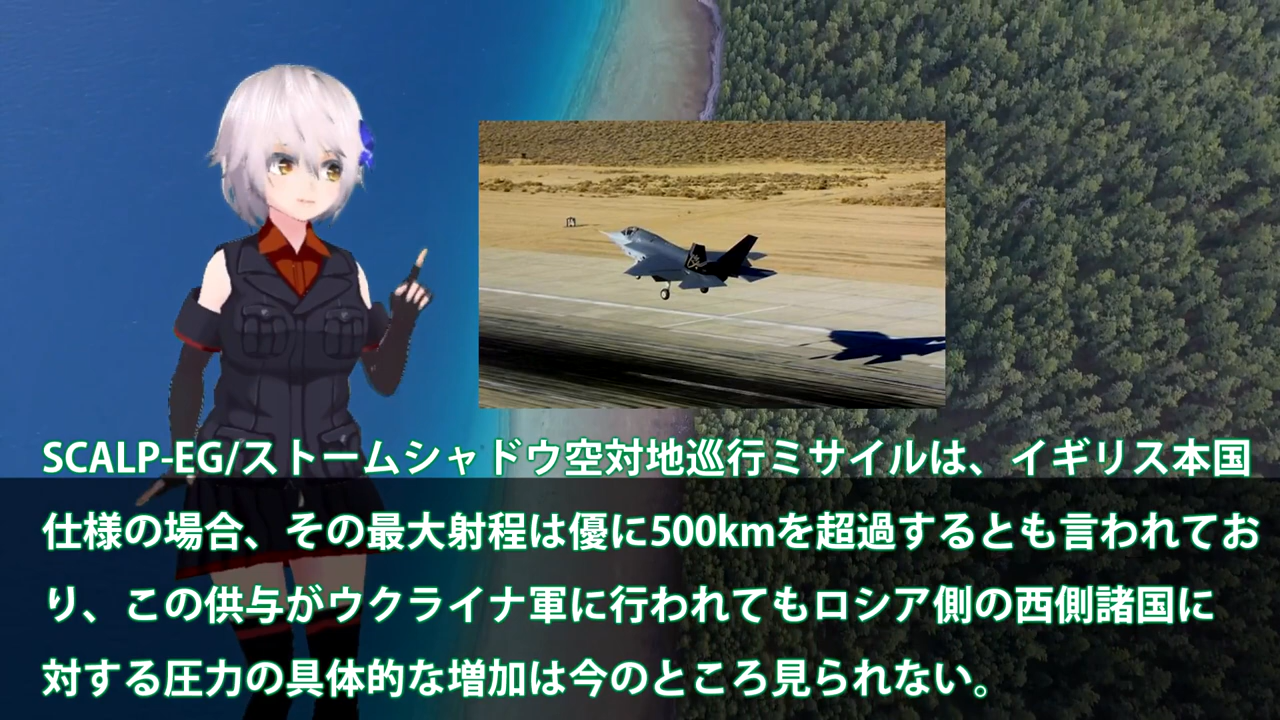 SCALP-EG/ストームシャドウ空対地巡行ミサイルは、イギリス本国
仕様の場合、その最大射程は優に500kmを超過するとも言われてお
り、この供与がウクライナ軍に行われてもロシア側の西側諸国に
対する圧力の具体的な増加は今のところ見られない。